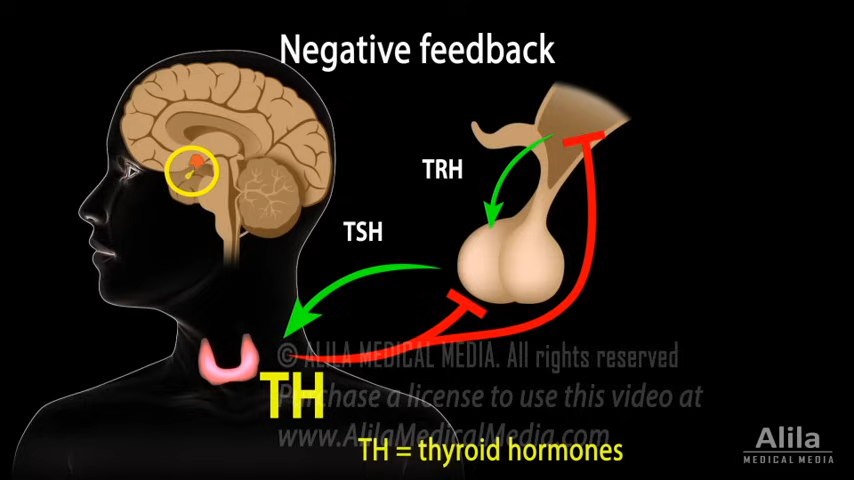 Negative feedback
TRH
TSH
© ALILA MEDICAL MEDIA. All rights reserved
Purchase a license to use this video at
www.AlilaMedicalMedia.com
TH
TH = thyroid hormones
Alila
MEDICAL MEDIA